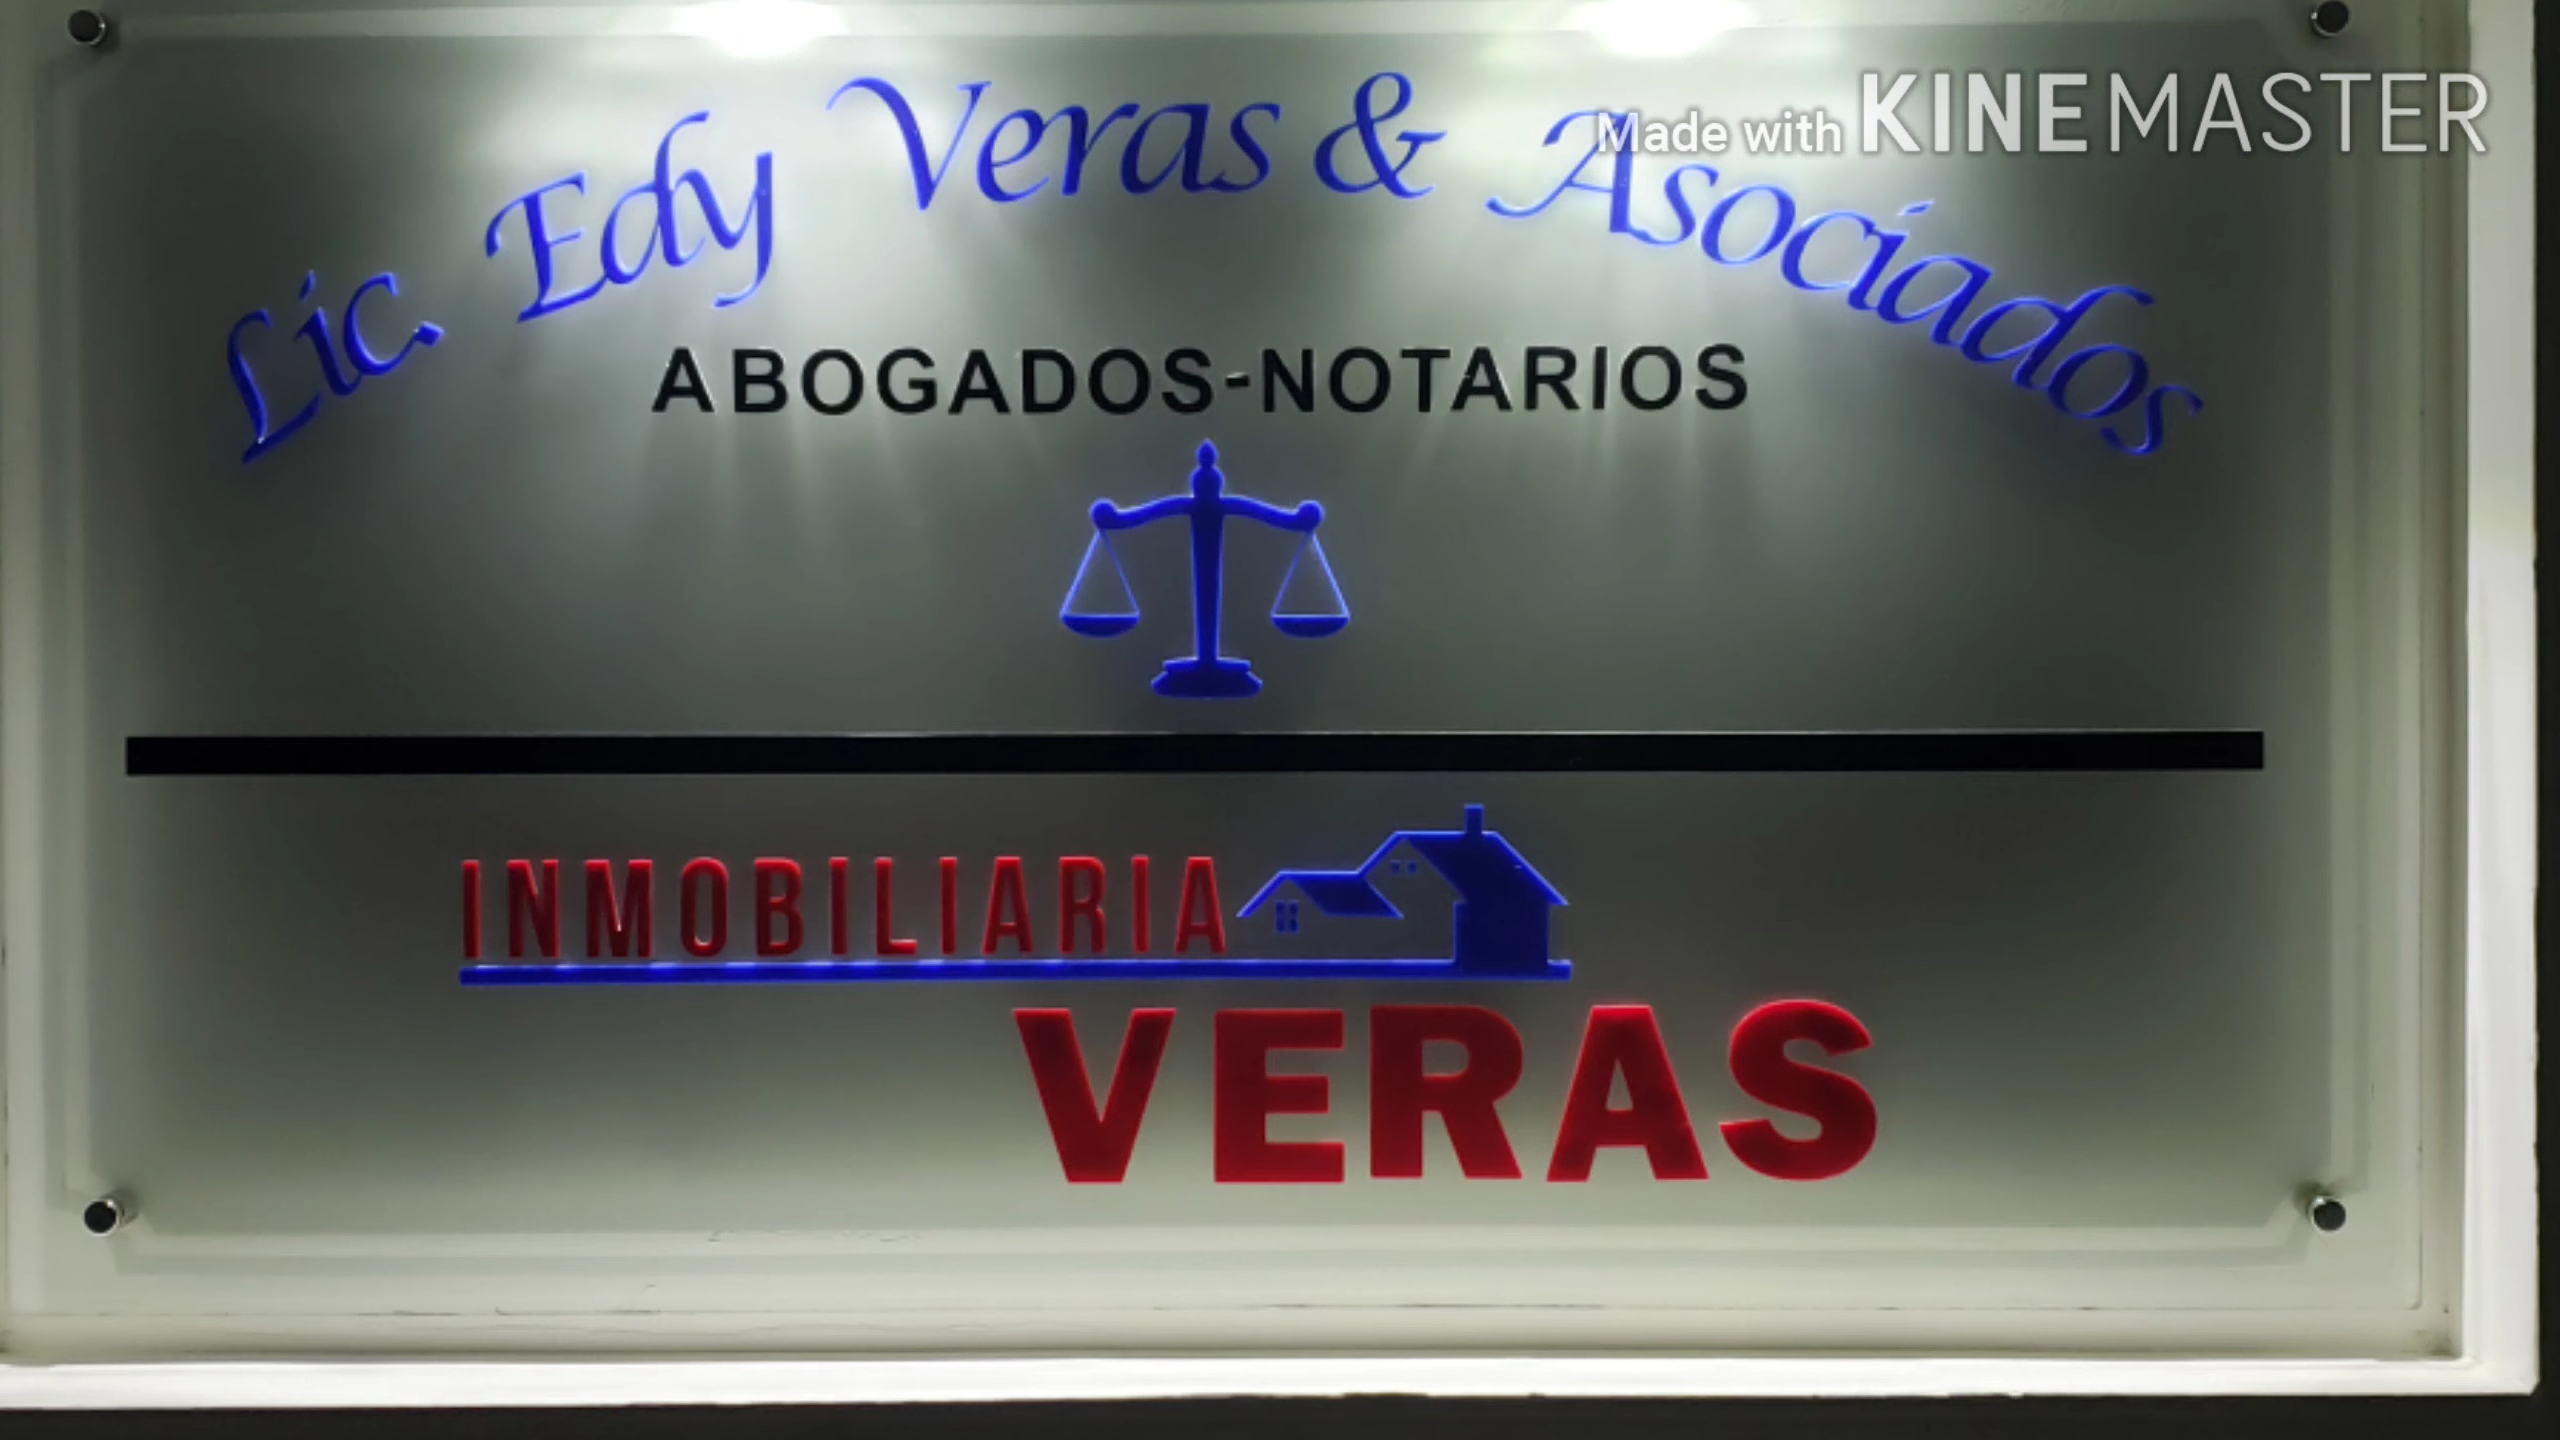 Made with KINEMASTER
Lic. Edy Veras & Asociados
ABOGADOS-NOTARIOS
INMOBILIARIA
VERAS